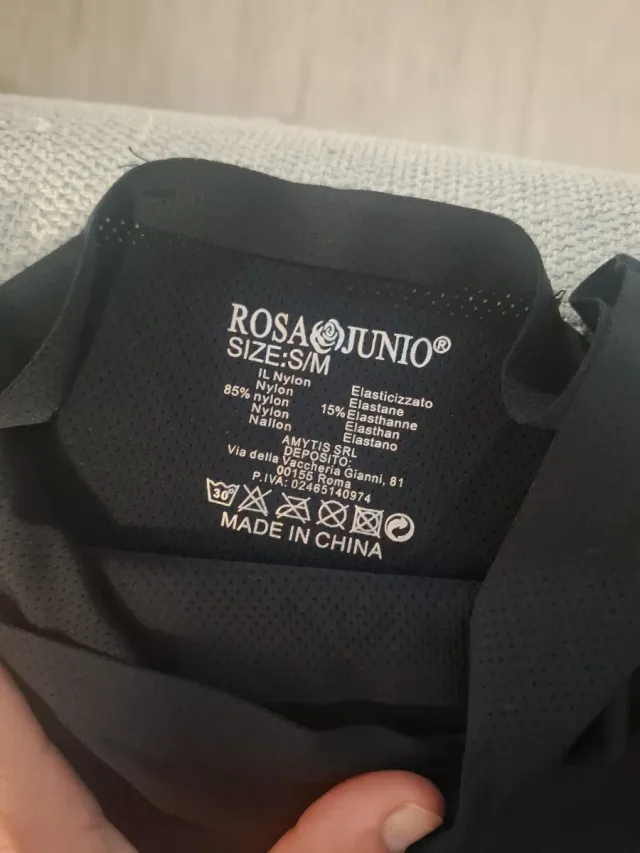 ROSA JUNIO®
SIZE:S/M
IL Nylon
Nylon
85% nylon
Nylon
Nailon
Elasticizzato
Elastane
15% Elasthanne
Elasthan
Elastano
AMYTIS SRL
DEPOSITO:
Via della Vaccheria Gianni, 81
00155 Roma
P.IVA: 02465140974
30°
MADE IN CHINA